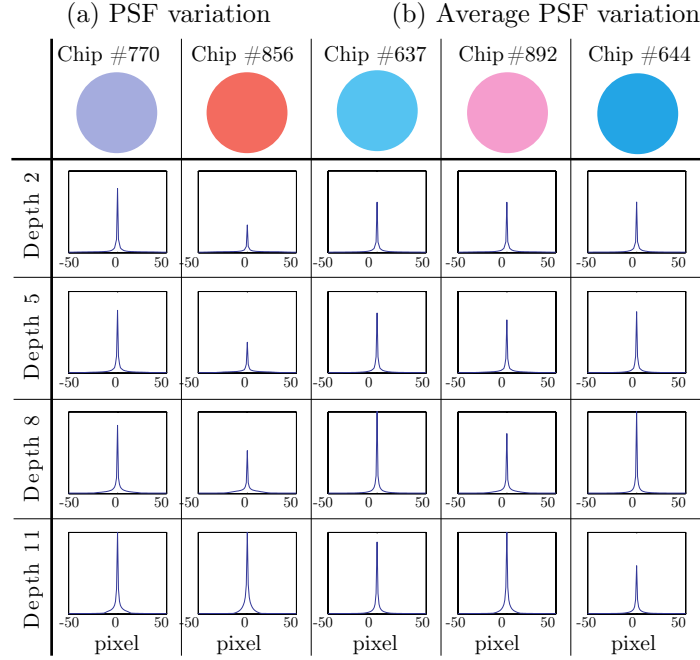 (a) PSF variation (b) Average PSF variation
Chip #770 Chip #856 Chip #637 Chip #892 Chip #644
Depth 2
-50 0 50 -50 0 50 -50 0 50 -50 0 50 -50 0 50
Depth 5
-50 0 50 -50 0 50 -50 0 50 -50 0 50 -50 0 50
Depth 8
-50 0 50 -50 0 50 -50 0 50 -50 0 50 -50 0 50
Depth 11
-50 0 50 -50 0 50 -50 0 50 -50 0 50 -50 0 50
pixel pixel pixel pixel pixel